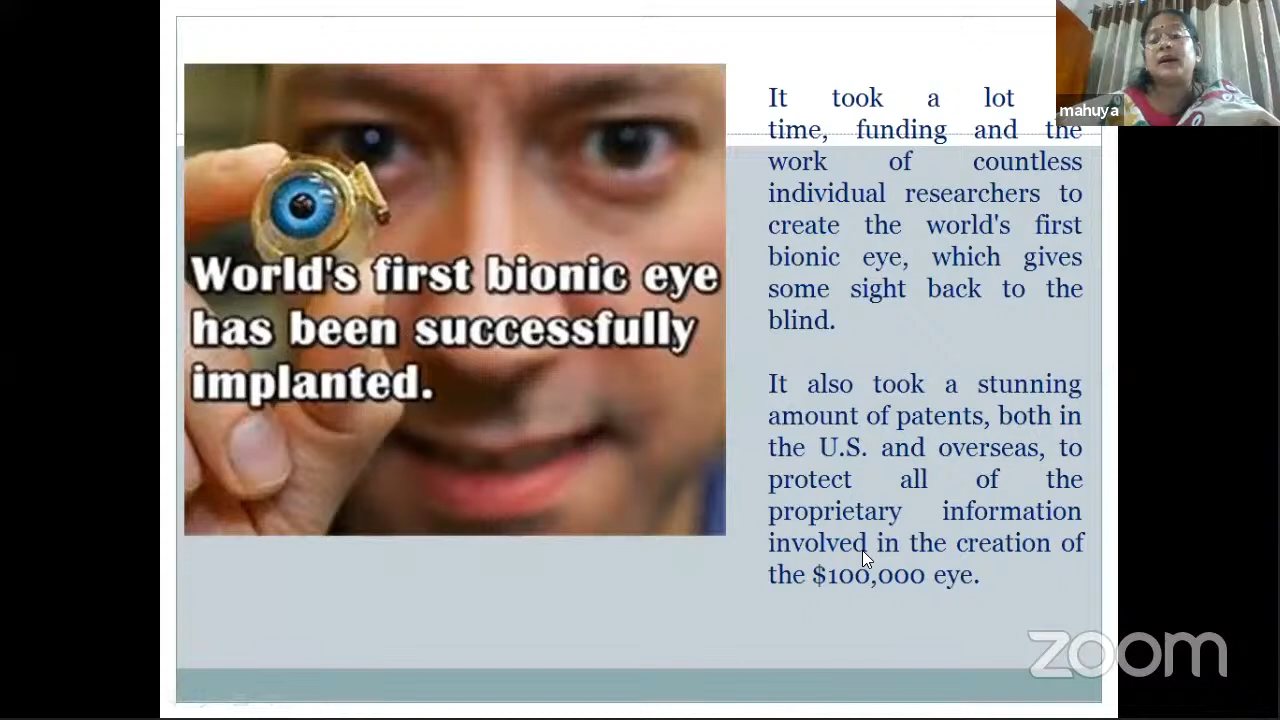 World's first bionic eye
has been successfully
implanted.
It took a lot
time, funding and the
work of countless
individual researchers to
create the world's first
bionic eye, which gives
some sight back to the
blind.
It also took a stunning
amount of patents, both in
the U.S. and overseas, to
protect all of the
proprietary information
involved in the creation of
the $100,000 eye.
mahuya
zoom